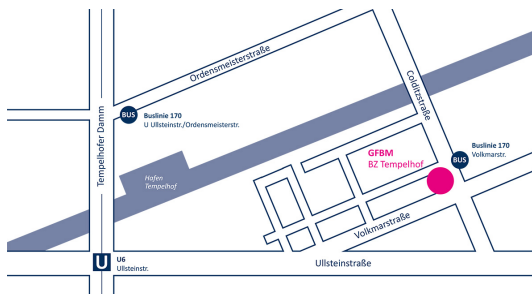 Ordensmeisterstraße
Colditzstraße
Tempelhofer Damm
BUS
Buslinie 170
U Ullsteinstr./Ordensmeisterstr.
GFBM
BZ Tempelhof
BUS
Buslinie 170
Volkmarstr.
Hafen
Tempelhof
Volkmarstraße
U
U6
Ullsteinstr.
Ullsteinstraße